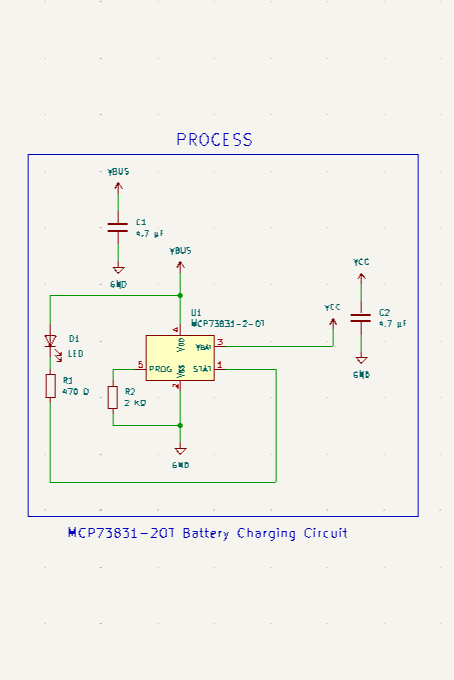 PROCESS
VBUS
C1
4.7 µF
GND
VBUS
VCC
U1
MCP73831-2-OT
VCC
C2
4.7 µF
GND
4
VDD
VBAT 3
D1
LED
5 PROG
STAT 1
VSS
2
R1
470 Ω
R2
2 kΩ
GND
MCP73831-2OT Battery Charging Circuit